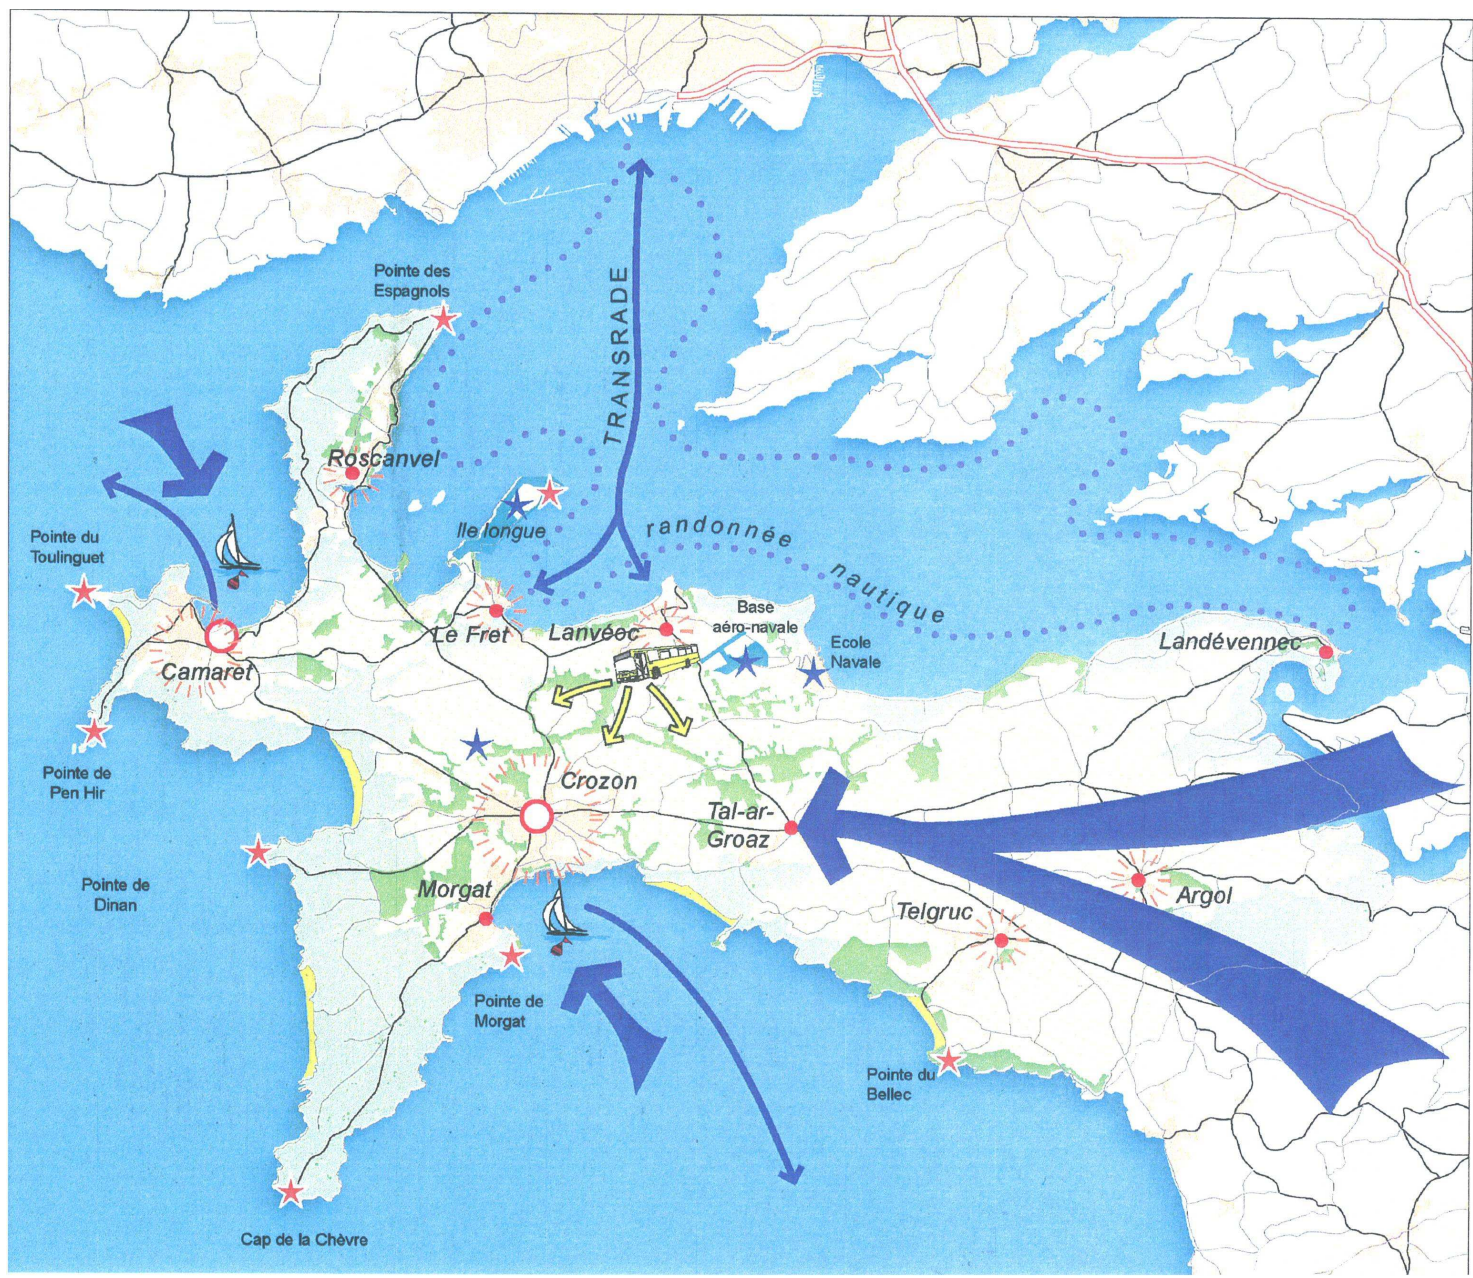 Pointe des
Espagnols
TRANSRADE
Roscanvel
Ile longue
randonnée
nautique
Pointe du
Toulinguet
Camaret
Le Fret
Lanvéoc
Base
aéro-navale
Ecole
Navale
Landévennec
Pointe de
Pen Hir
Crozon
Tal-ar-
Groaz
Pointe de
Dinan
Morgat
Telgruc
Argol
Pointe de
Morgat
Pointe du
Bellec
Cap de la Chèvre